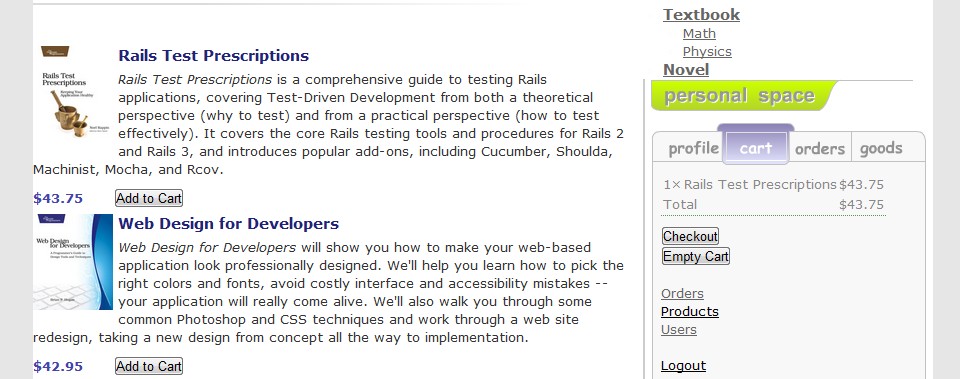 Rails Test Prescriptions
Rails Test
Prescriptions
Rails Test Prescriptions is a comprehensive guide to testing Rails
applications, covering Test-Driven Development from both a theoretical
perspective (why to test) and from a practical perspective (how to test
effectively). It covers the core Rails testing tools and procedures for Rails 2
and Rails 3, and introduces popular add-ons, including Cucumber, Shoulda,
Machinist, Mocha, and Rcov.
$43.75 Add to Cart
Web Design for Developers
Web Design
for Developers
Web Design for Developers will show you how to make your web-based
application look professionally designed. We'll help you learn how to pick the
right colors and fonts, avoid costly interface and accessibility mistakes --
your application will really come alive. We'll also walk you through some
common Photoshop and CSS techniques and work through a web site
redesign, taking a new design from concept all the way to implementation.
$42.95 Add to Cart
Textbook
Math
Physics
Novel
personal space
profile cart orders goods
1× Rails Test Prescriptions $43.75
Total $43.75
Checkout
Empty Cart
Orders
Products
Users
Logout